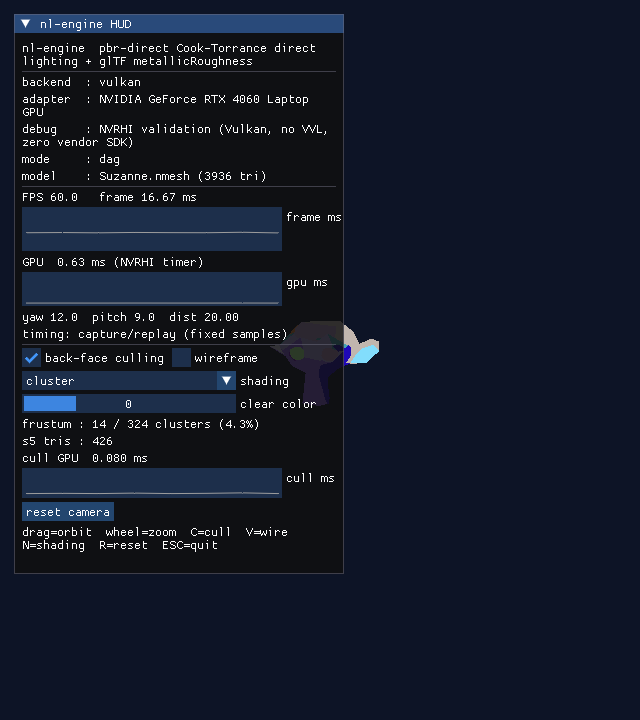 nl-engine HUD
nl-engine  pbr-direct Cook-Torrance direct
lighting + glTF metallicRoughness
backend  : vulkan
adapter  : NVIDIA GeForce RTX 4060 Laptop
GPU
debug    : NVRHI validation (Vulkan, no VVL,
zero vendor SDK)
mode     : dag
model    : Suzanne.nmesh (3936 tri)
FPS 60.0   frame 16.67 ms
frame ms
GPU  0.63 ms (NVRHI timer)
gpu ms
yaw 12.0  pitch 9.0  dist 20.00
timing: capture/replay (fixed samples)
back-face culling  wireframe
cluster  shading
0  clear color
frustum : 14 / 324 clusters (4.3%)
s5 tris : 426
cull GPU  0.080 ms
cull ms
reset camera
drag=orbit  wheel=zoom  C=cull  V=wire
N=shading  R=reset  ESC=quit